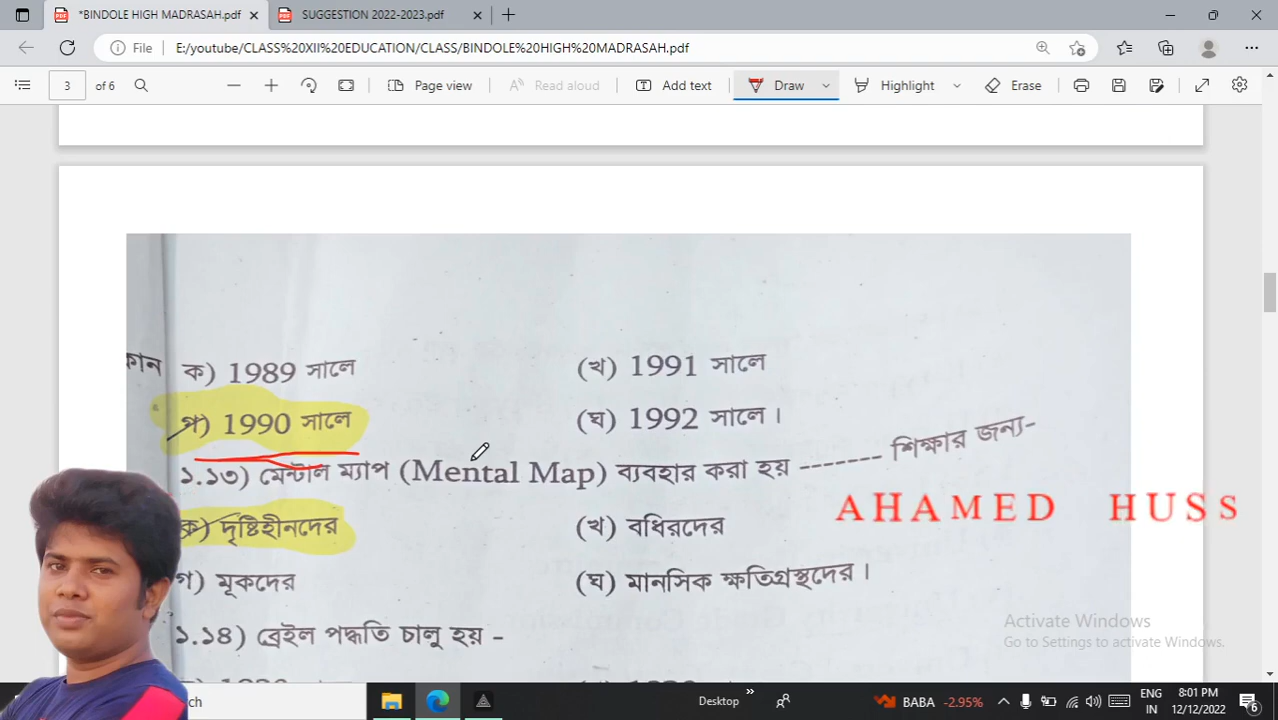 *BINDOLE HIGH MADRASAH.pdf
SUGGESTION 2022-2023.pdf
File
E:/youtube/CLASS%20XII%20EDUCATION/CLASS/BINDOLE%20HIGH%20MADRASAH.pdf
3 of 6
Page view
Read aloud
Add text
Draw
Highlight
Erase
ক) 1989 সালে (খ) 1991 সালে
গ) 1990 সালে (ঘ) 1992 সালে।
১.১৩) মেন্টাল ম্যাপ (Mental Map) ব্যবহার করা হয় ------- শিক্ষার জন্য-
ক) দৃষ্টিহীনদের (খ) বধিরদের
গ) মূকদের (ঘ) মানসিক ক্ষতিগ্রস্থদের।
১.১৪) ব্রেইল পদ্ধতি চালু হয় -
AHAMED HUSS
Activate Windows
Go to Settings to activate Windows.
Desktop
BABA -2.95%
ENG
IN
8:01 PM
12/12/2022
6